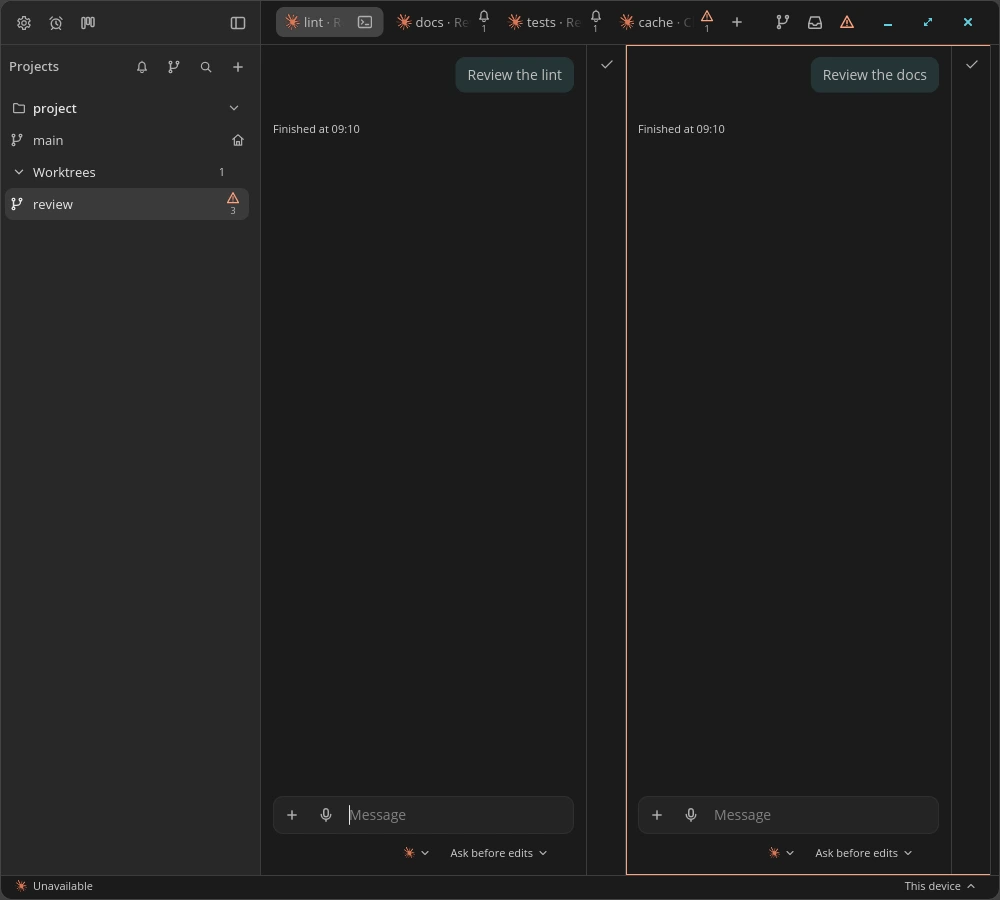 lint · R
docs · Re
1
tests · Re
1
cache · C
1
Projects
project
main
Worktrees
1
review
3
Review the lint
Finished at 09:10
Message
Ask before edits
Review the docs
Finished at 09:10
Message
Ask before edits
Unavailable
This device